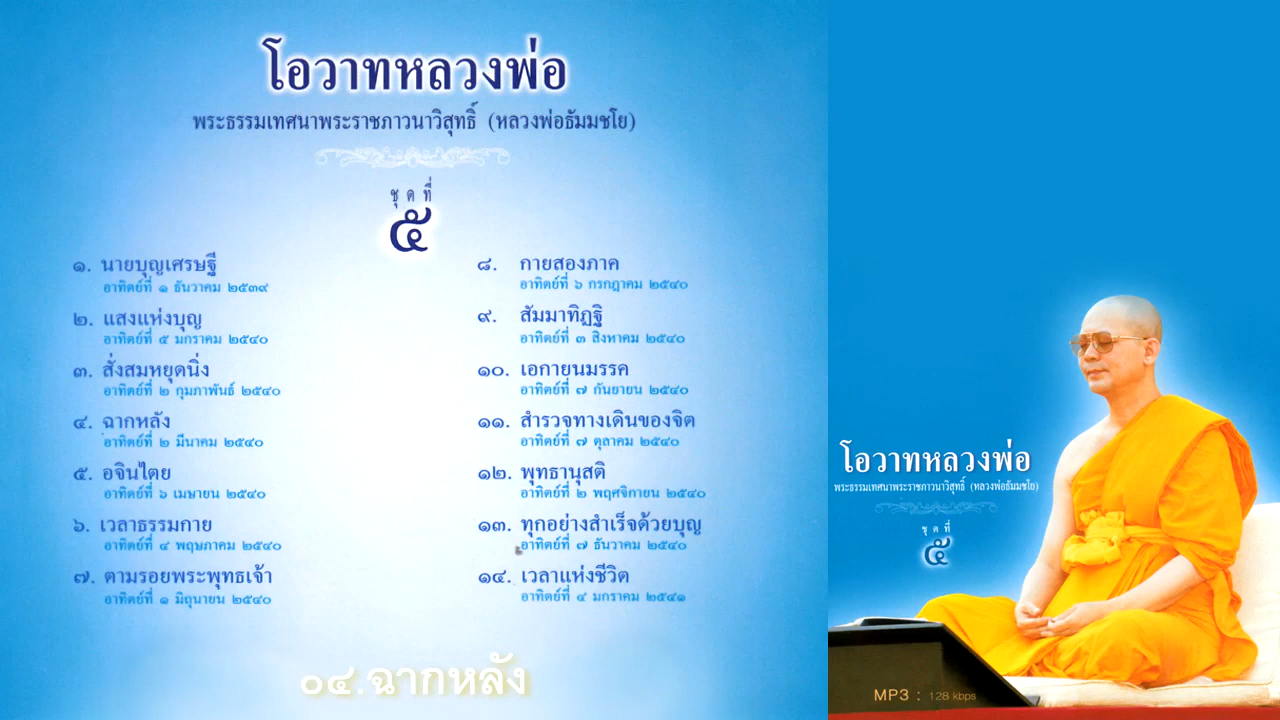 โอวาทหลวงพ่อ
พระธรรมเทศนาพระราชภาวนาวิสุทธิ์ (หลวงพ่อธัมมชโย)
ชุดที่
๕
๑. นายบุญเศรษฐี
อาทิตย์ที่ ๑ ธันวาคม ๒๕๓๙
๒. แสงแห่งบุญ
อาทิตย์ที่ ๕ มกราคม ๒๕๔๐
๓. สั่งสมหยุดนิ่ง
อาทิตย์ที่ ๒ กุมภาพันธ์ ๒๕๔๐
๔. ฉากหลัง
อาทิตย์ที่ ๒ มีนาคม ๒๕๔๐
๕. อจินไตย
อาทิตย์ที่ ๖ เมษายน ๒๕๔๐
๖. เวลาธรรมกาย
อาทิตย์ที่ ๔ พฤษภาคม ๒๕๔๐
๗. ตามรอยพระพุทธเจ้า
อาทิตย์ที่ ๑ มิถุนายน ๒๕๔๐
๘. กายสองภาค
อาทิตย์ที่ ๖ กรกฎาคม ๒๕๔๐
๙. สัมมาทิฏฐิ
อาทิตย์ที่ ๓ สิงหาคม ๒๕๔๐
๑๐. เอกายนมรรค
อาทิตย์ที่ ๗ กันยายน ๒๕๔๐
๑๑. สำรวจทางเดินของจิต
อาทิตย์ที่ ๗ ตุลาคม ๒๕๔๐
๑๒. พุทธานุสติ
อาทิตย์ที่ ๒ พฤศจิกายน ๒๕๔๐
๑๓. ทุกอย่างสำเร็จด้วยบุญ
อาทิตย์ที่ ๗ ธันวาคม ๒๕๔๐
๑๔. เวลาแห่งชีวิต
อาทิตย์ที่ ๔ มกราคม ๒๕๔๑
๐๔.ฉากหลัง
โอวาทหลวงพ่อ
พระธรรมเทศนาพระราชภาวนาวิสุทธิ์ (หลวงพ่อธัมมชโย)
ชุดที่
๕
MP3 : 128 kbps